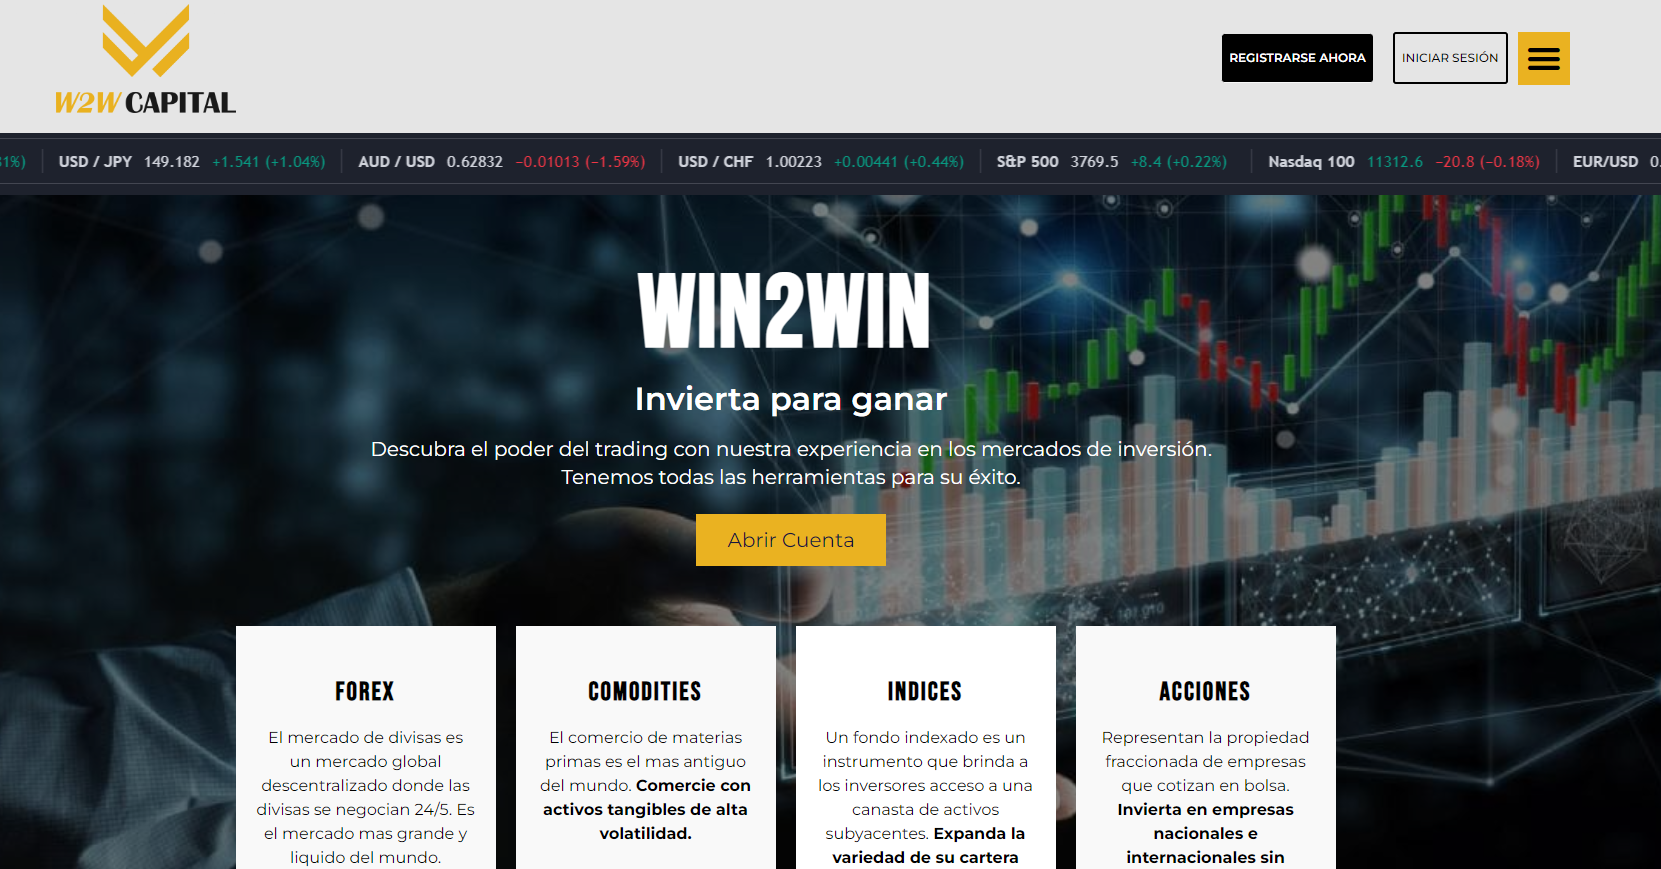 W2W CAPITAL
REGISTRARSE AHORA
INICIAR SESIÓN
31%) USD / JPY 149.182 +1.541 (+1.04%) AUD / USD 0.62832 −0.01013 (−1.59%) USD / CHF 1.00223 +0.00441 (+0.44%) S&P 500 3769.5 +8.4 (+0.22%) Nasdaq 100 11312.6 −20.8 (−0.18%) EUR/USD 0.
WIN2WIN
Invierta para ganar
Descubra el poder del trading con nuestra experiencia en los mercados de inversión.
Tenemos todas las herramientas para su éxito.
Abrir Cuenta
FOREX
El mercado de divisas es
un mercado global
descentralizado donde las
divisas se negocian 24/5. Es
el mercado mas grande y
liquido del mundo.
COMODITIES
El comercio de materias
primas es el mas antiguo
del mundo. Comercie con
activos tangibles de alta
volatilidad.
INDICES
Un fondo indexado es un
instrumento que brinda a
los inversores acceso a una
canasta de activos
subyacentes. Expanda la
variedad de su cartera
ACCIONES
Representan la propiedad
fraccionada de empresas
que cotizan en bolsa.
Invierta en empresas
nacionales e
internacionales sin